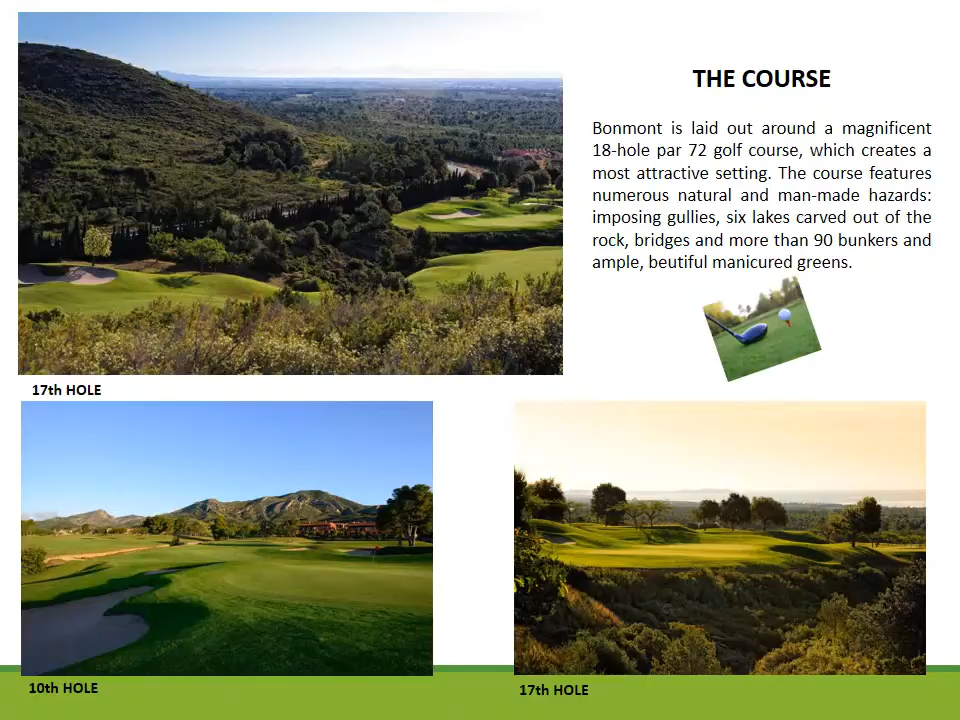 THE COURSE
Bonmont is laid out around a magnificent
18-hole par 72 golf course, which creates a
most attractive setting. The course features
numerous natural and man-made hazards:
imposing gullies, six lakes carved out of the
rock, bridges and more than 90 bunkers and
ample, beutiful manicured greens.
17th HOLE
10th HOLE
17th HOLE